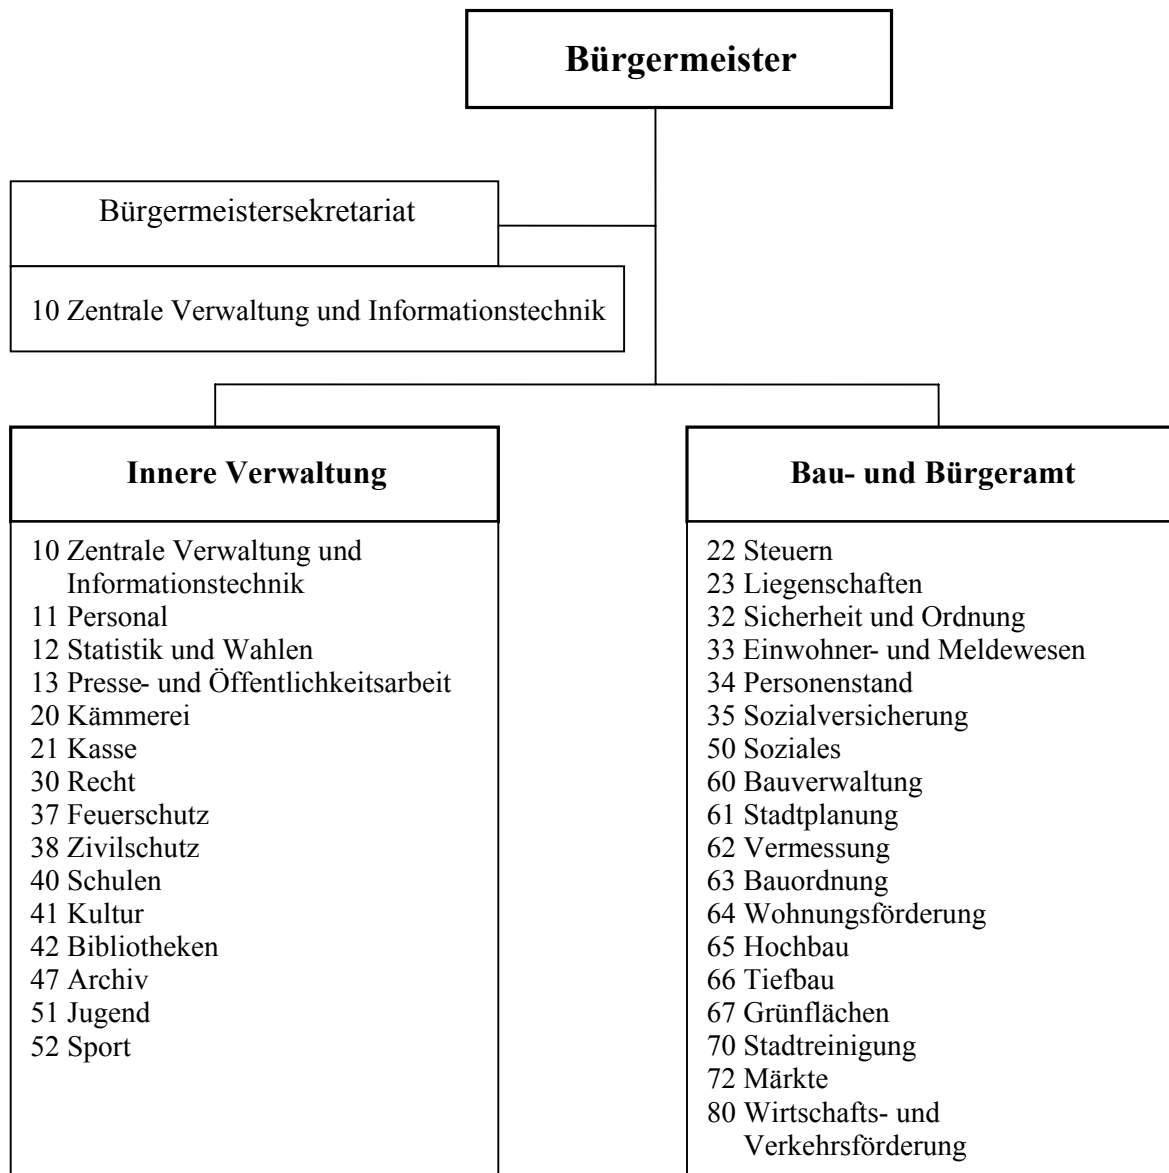 Bürgermeister
Bürgermeistersekretariat
10 Zentrale Verwaltung und Informationstechnik
Innere Verwaltung
10 Zentrale Verwaltung und
Informationstechnik
11 Personal
12 Statistik und Wahlen
13 Presse- und Öffentlichkeitsarbeit
20 Kämmerei
21 Kasse
30 Recht
37 Feuerschutz
38 Zivilschutz
40 Schulen
41 Kultur
42 Bibliotheken
47 Archiv
51 Jugend
52 Sport
Bau- und Bürgeramt
22 Steuern
23 Liegenschaften
32 Sicherheit und Ordnung
33 Einwohner- und Meldewesen
34 Personenstand
35 Sozialversicherung
50 Soziales
60 Bauverwaltung
61 Stadtplanung
62 Vermessung
63 Bauordnung
64 Wohnungsförderung
65 Hochbau
66 Tiefbau
67 Grünflächen
70 Stadtreinigung
72 Märkte
80 Wirtschafts- und
Verkehrsförderung